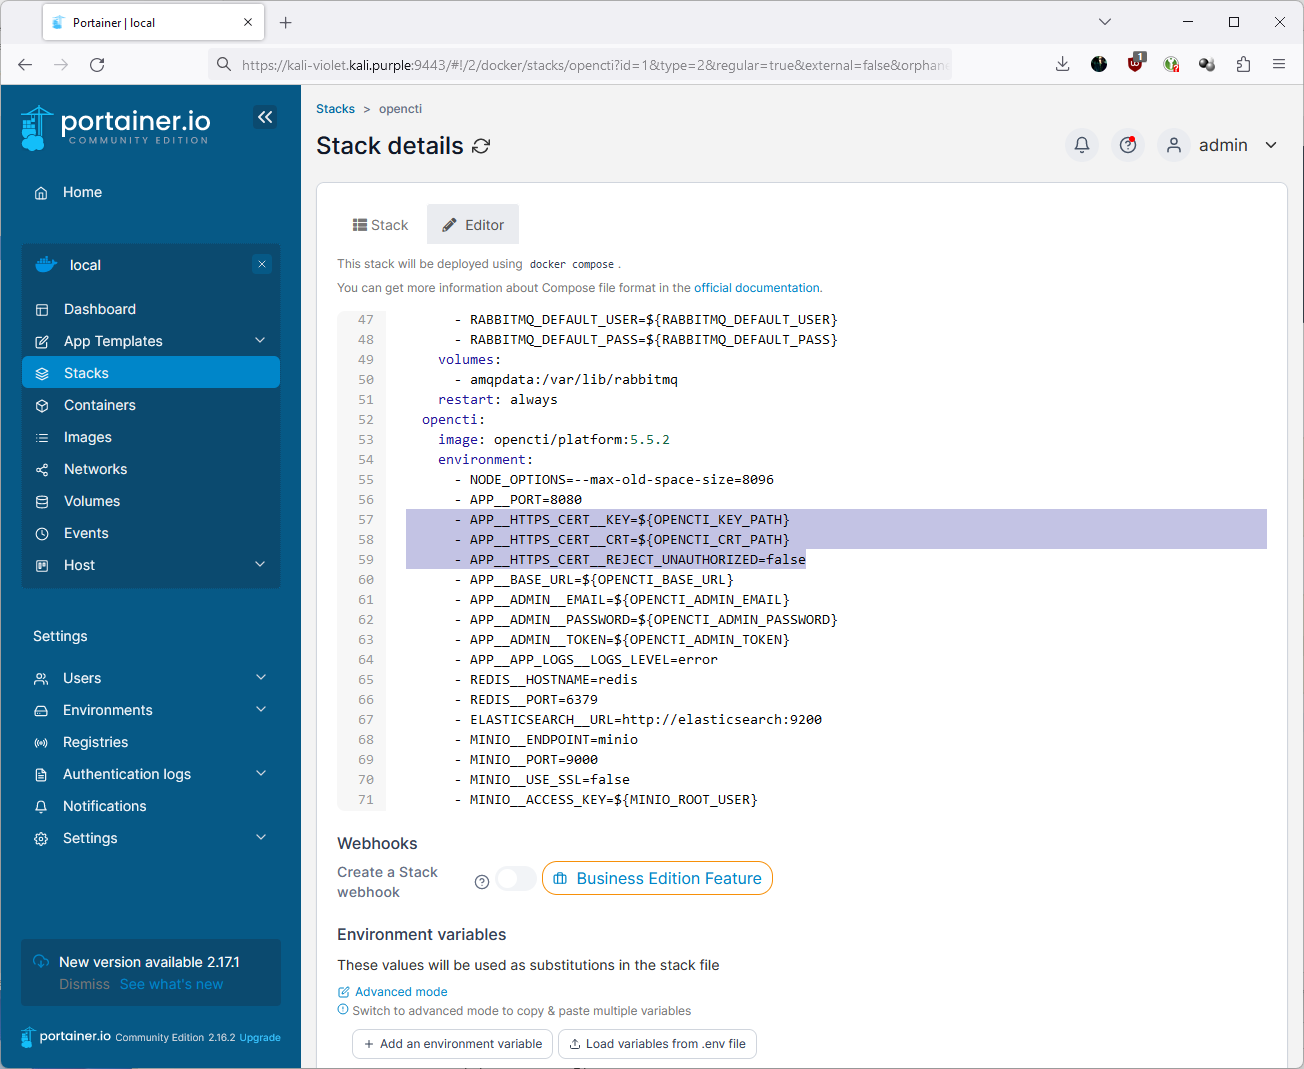 Portainer | local
https://kali-violet.kali.purple:9443/#!/2/docker/stacks/opencti?id=1&type=2&regular=true&external=false&orphane
1
portainer.io
COMMUNITY EDITION
Home
local
Dashboard
App Templates
Stacks
Containers
Images
Networks
Volumes
Events
Host
Settings
Users
Environments
Registries
Authentication logs
Notifications
Settings
New version available 2.17.1
Dismiss See what's new
portainer.io Community Edition 2.16.2 Upgrade
Stacks > opencti
Stack details
admin
Stack
Editor
This stack will be deployed using docker compose .
You can get more information about Compose file format in the official documentation.
47 - RABBITMQ_DEFAULT_USER=${RABBITMQ_DEFAULT_USER}
48 - RABBITMQ_DEFAULT_PASS=${RABBITMQ_DEFAULT_PASS}
49 volumes:
50 - amqpdata:/var/lib/rabbitmq
51 restart: always
52 opencti:
53 image: opencti/platform:5.5.2
54 environment:
55 - NODE_OPTIONS=--max-old-space-size=8096
56 - APP__PORT=8080
57 - APP__HTTPS_CERT__KEY=${OPENCTI_KEY_PATH}
58 - APP__HTTPS_CERT__CRT=${OPENCTI_CRT_PATH}
59 - APP__HTTPS_CERT__REJECT_UNAUTHORIZED=false
60 - APP__BASE_URL=${OPENCTI_BASE_URL}
61 - APP__ADMIN__EMAIL=${OPENCTI_ADMIN_EMAIL}
62 - APP__ADMIN__PASSWORD=${OPENCTI_ADMIN_PASSWORD}
63 - APP__ADMIN__TOKEN=${OPENCTI_ADMIN_TOKEN}
64 - APP__APP_LOGS__LOGS_LEVEL=error
65 - REDIS__HOSTNAME=redis
66 - REDIS__PORT=6379
67 - ELASTICSEARCH__URL=http://elasticsearch:9200
68 - MINIO__ENDPOINT=minio
69 - MINIO__PORT=9000
70 - MINIO__USE_SSL=false
71 - MINIO__ACCESS_KEY=${MINIO_ROOT_USER}
Webhooks
Create a Stack
webhook
Business Edition Feature
Environment variables
These values will be used as substitutions in the stack file
Advanced mode
Switch to advanced mode to copy & paste multiple variables
+ Add an environment variable
Load variables from .env file